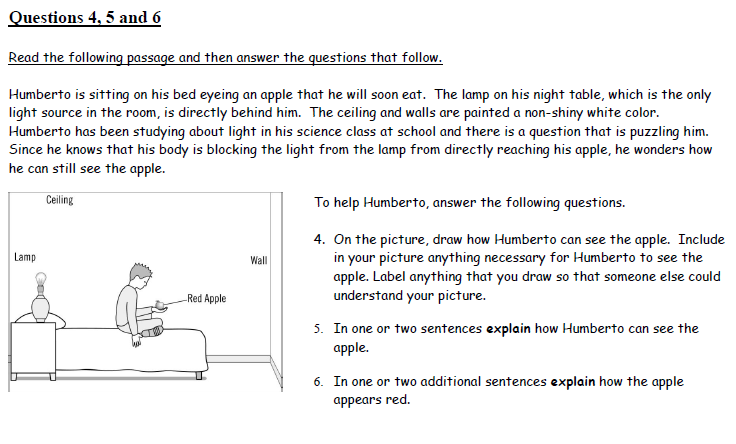 Questions 4, 5 and 6
Read the following passage and then answer the questions that follow.
Humberto is sitting on his bed eyeing an apple that he will soon eat.  The lamp on his night table, which is the only
light source in the room, is directly behind him.  The ceiling and walls are painted a non-shiny white color.
Humberto has been studying about light in his science class at school and there is a question that is puzzling him.
Since he knows that his body is blocking the light from the lamp from directly reaching his apple, he wonders how
he can still see the apple.
Ceiling
Lamp
Wall
Red Apple
To help Humberto, answer the following questions.
4. On the picture, draw how Humberto can see the apple.  Include
in your picture anything necessary for Humberto to see the
apple. Label anything that you draw so that someone else could
understand your picture.
5. In one or two sentences explain how Humberto can see the
apple.
6. In one or two additional sentences explain how the apple
appears red.